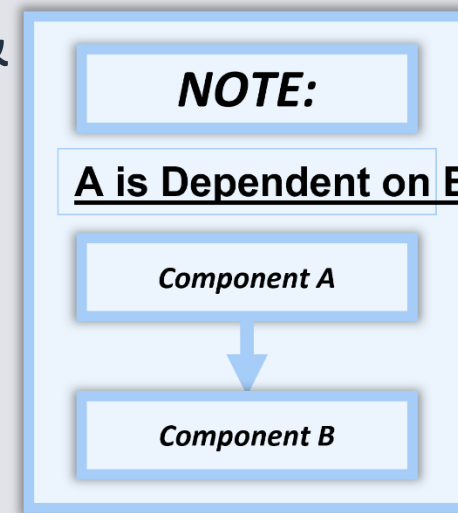 &
NOTE:
A is Dependent on B
Component A
Component B